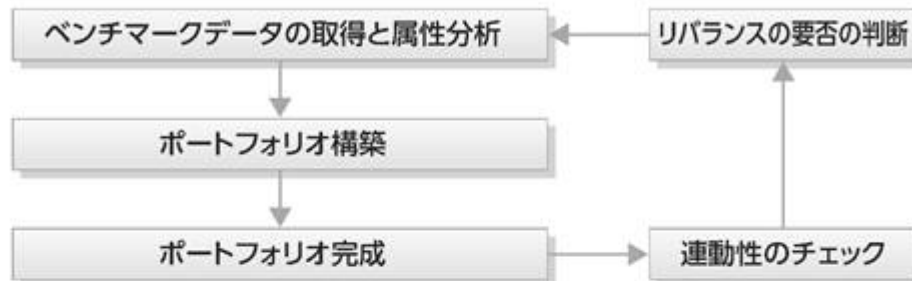 ベンチマークデータの取得と属性分析
リバランスの要否の判断
ポートフォリオ構築
ポートフォリオ完成
連動性のチェック